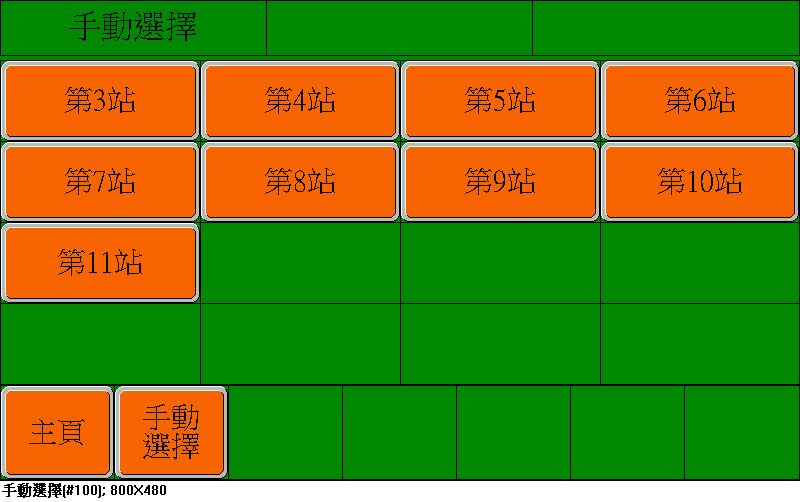 手動選擇
第3站
第4站
第5站
第6站
第7站
第8站
第9站
第10站
第11站
主頁
手動
選擇
手動選擇(#100); 800X480